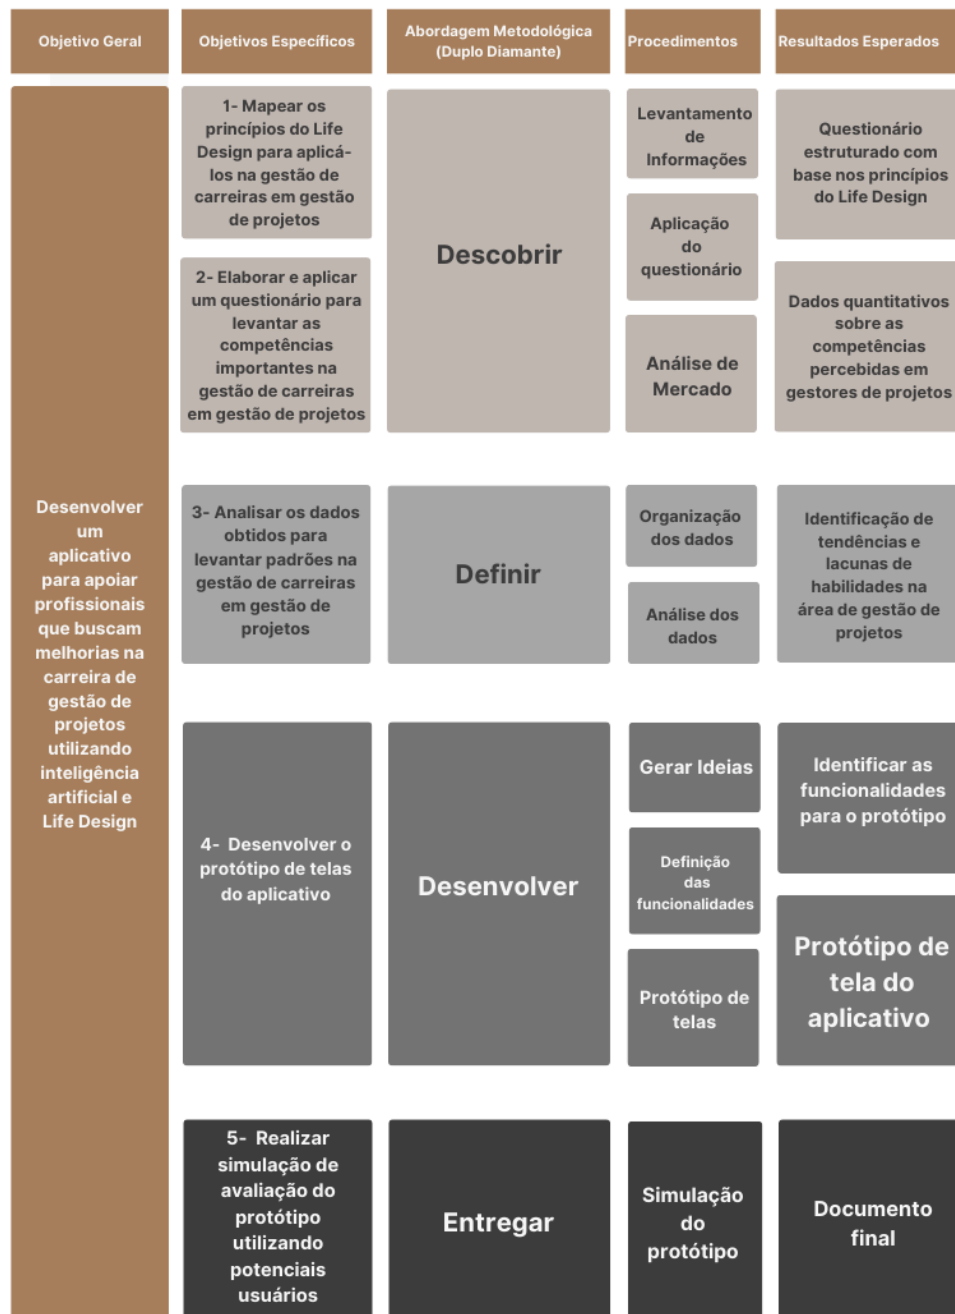 Objetivo Geral
Objetivos Específicos
Abordagem Metodológica
(Duplo Diamante)
Procedimentos
Resultados Esperados
Desenvolver
um
aplicativo
para apoiar
profissionais
que buscam
melhorias na
carreira de
gestão de
projetos
utilizando
inteligência
artificial e
Life Design
1- Mapear os
princípios do Life
Design para aplicá-
los na gestão de
carreiras em gestão
de projetos
2- Elaborar e aplicar
um questionário para
levantar as
competências
importantes na
gestão de carreiras
em gestão de projetos
Descobrir
Levantamento
de
Informações
Aplicação
do
questionário
Análise de
Mercado
Questionário
estruturado com
base nos princípios
do Life Design
Dados quantitativos
sobre as
competências
percebidas em
gestores de projetos
3- Analisar os dados
obtidos para
levantar padrões na
gestão de carreiras
em gestão de
projetos
Definir
Organização
dos dados
Análise dos
dados
Identificação de
tendências e
lacunas de
habilidades na
área de gestão de
projetos
4- Desenvolver o
protótipo de telas
do aplicativo
Desenvolver
Gerar Ideias
Definição
das
funcionalidades
Protótipo de
telas
Identificar as
funcionalidades
para o protótipo
Protótipo de
tela do
aplicativo
5- Realizar
simulação de
avaliação do
protótipo
utilizando
potenciais
usuários
Entregar
Simulação
do
protótipo
Documento
final